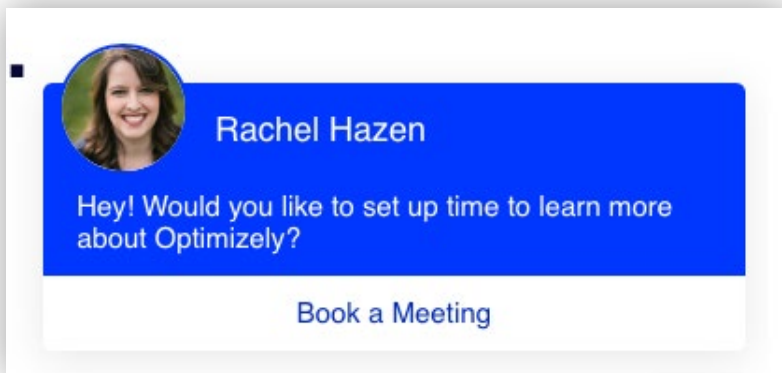 Rachel Hazen
Hey! Would you like to set up time to learn more
about Optimizely?
Book a Meeting